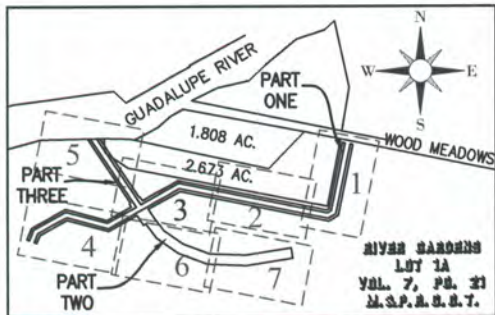 N
W E
S
GUADALUPE RIVER
PART
ONE
1.808 AC.
WOOD MEADOWS
2.673 AC.
5
PART
THREE
1
3
2
4
6
7
PART
TWO
RIVER GARDENS
LOT 1A
VOL. 7, PG. 21
M.&P.R.G.C.T.